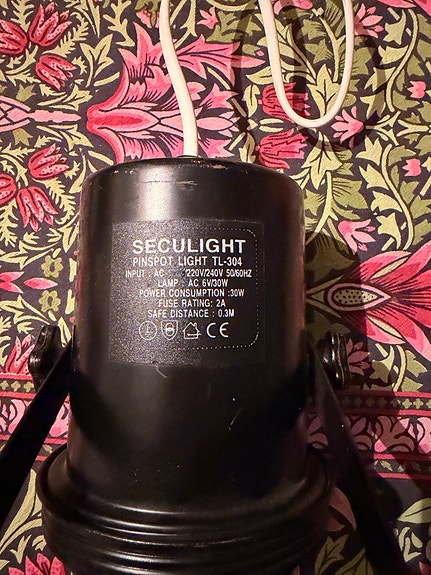 SECULIGHT
PINSPOT LIGHT TL-304
INPUT : AC /220V/240V 50/60HZ
LAMP : AC 6V/30W
POWER CONSUMPTION :30W
FUSE RATING: 2A
SAFE DISTANCE : 0.3M
CE